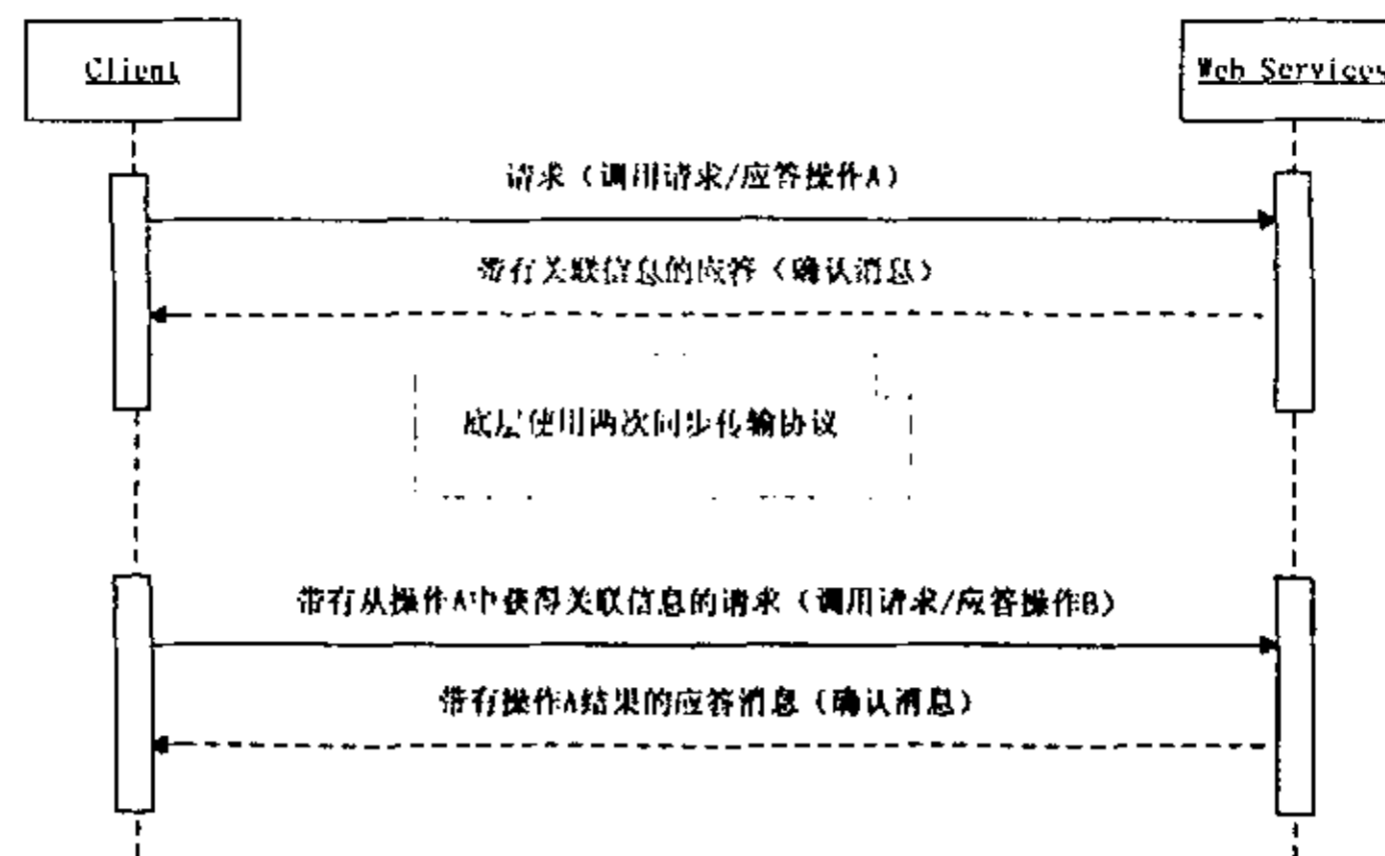 Client
Web Services
请求（调用请求/应答操作A）
带有关联信息的应答（确认消息）
底层使用两次同步传输协议
带有从操作A中获得关联信息的请求（调用请求/应答操作B）
带有操作A结果的应答消息（确认消息）